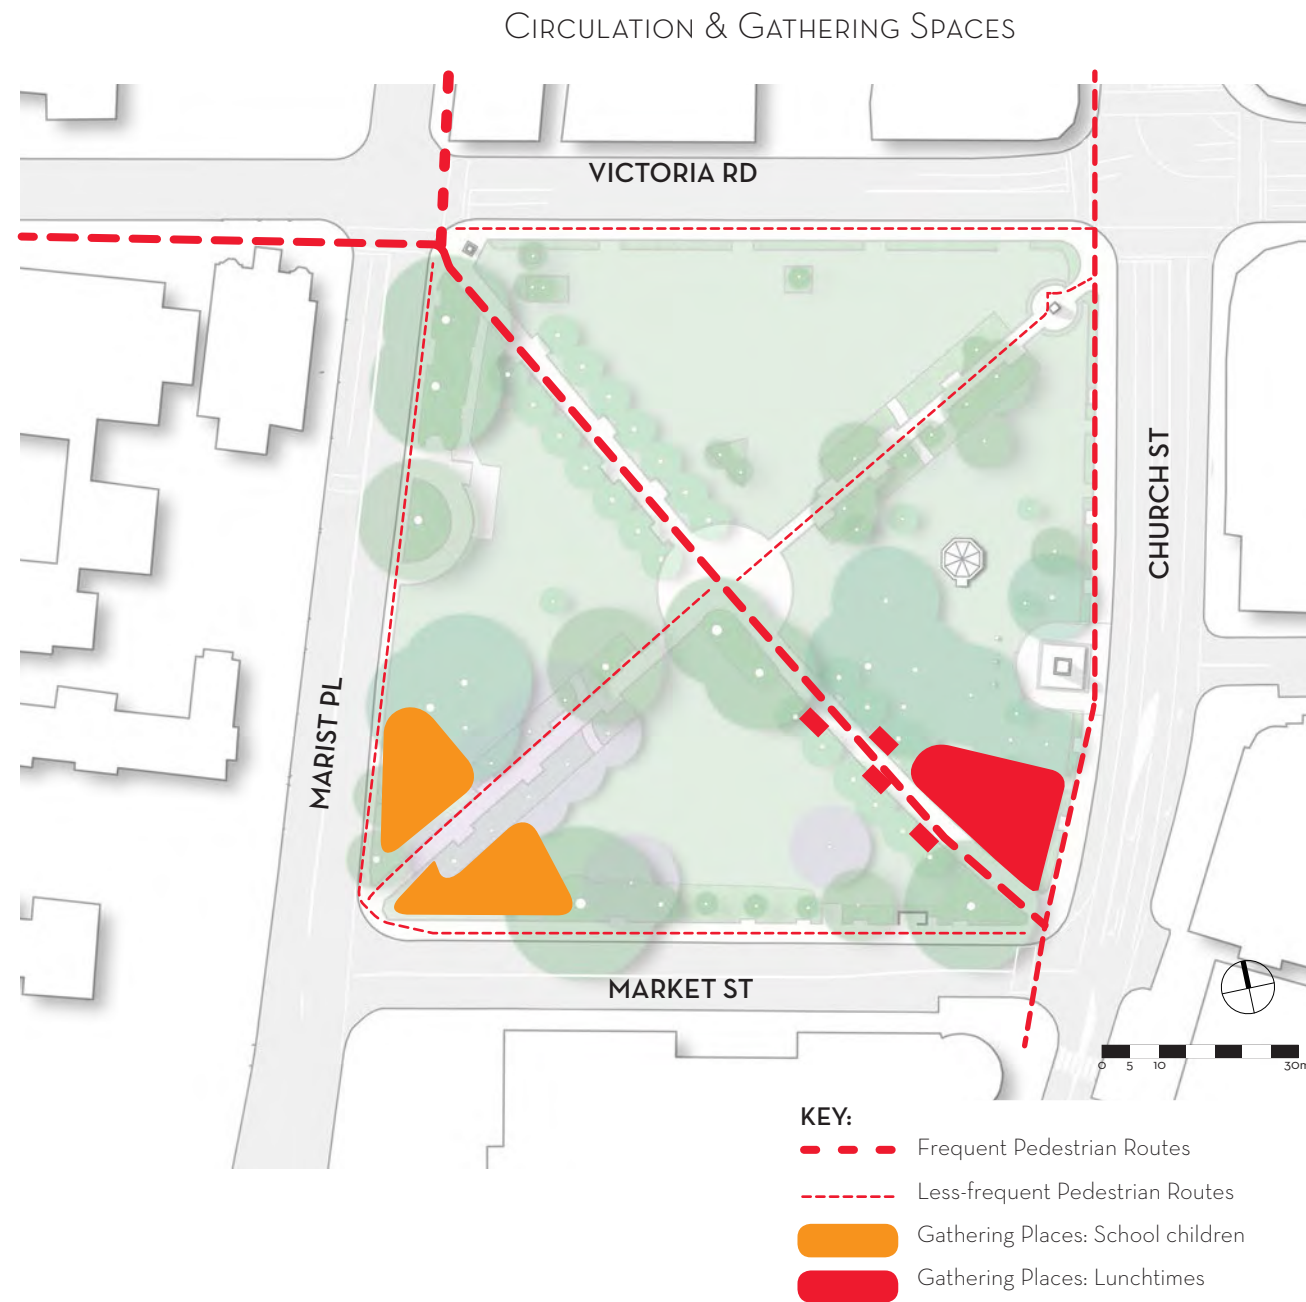 CIRCULATION & GATHERING SPACES
VICTORIA RD
CHURCH ST
MARIST PL
MARKET ST
0 5 10 30m
KEY:
Frequent Pedestrian Routes
Less-frequent Pedestrian Routes
Gathering Places: School children
Gathering Places: Lunchtimes